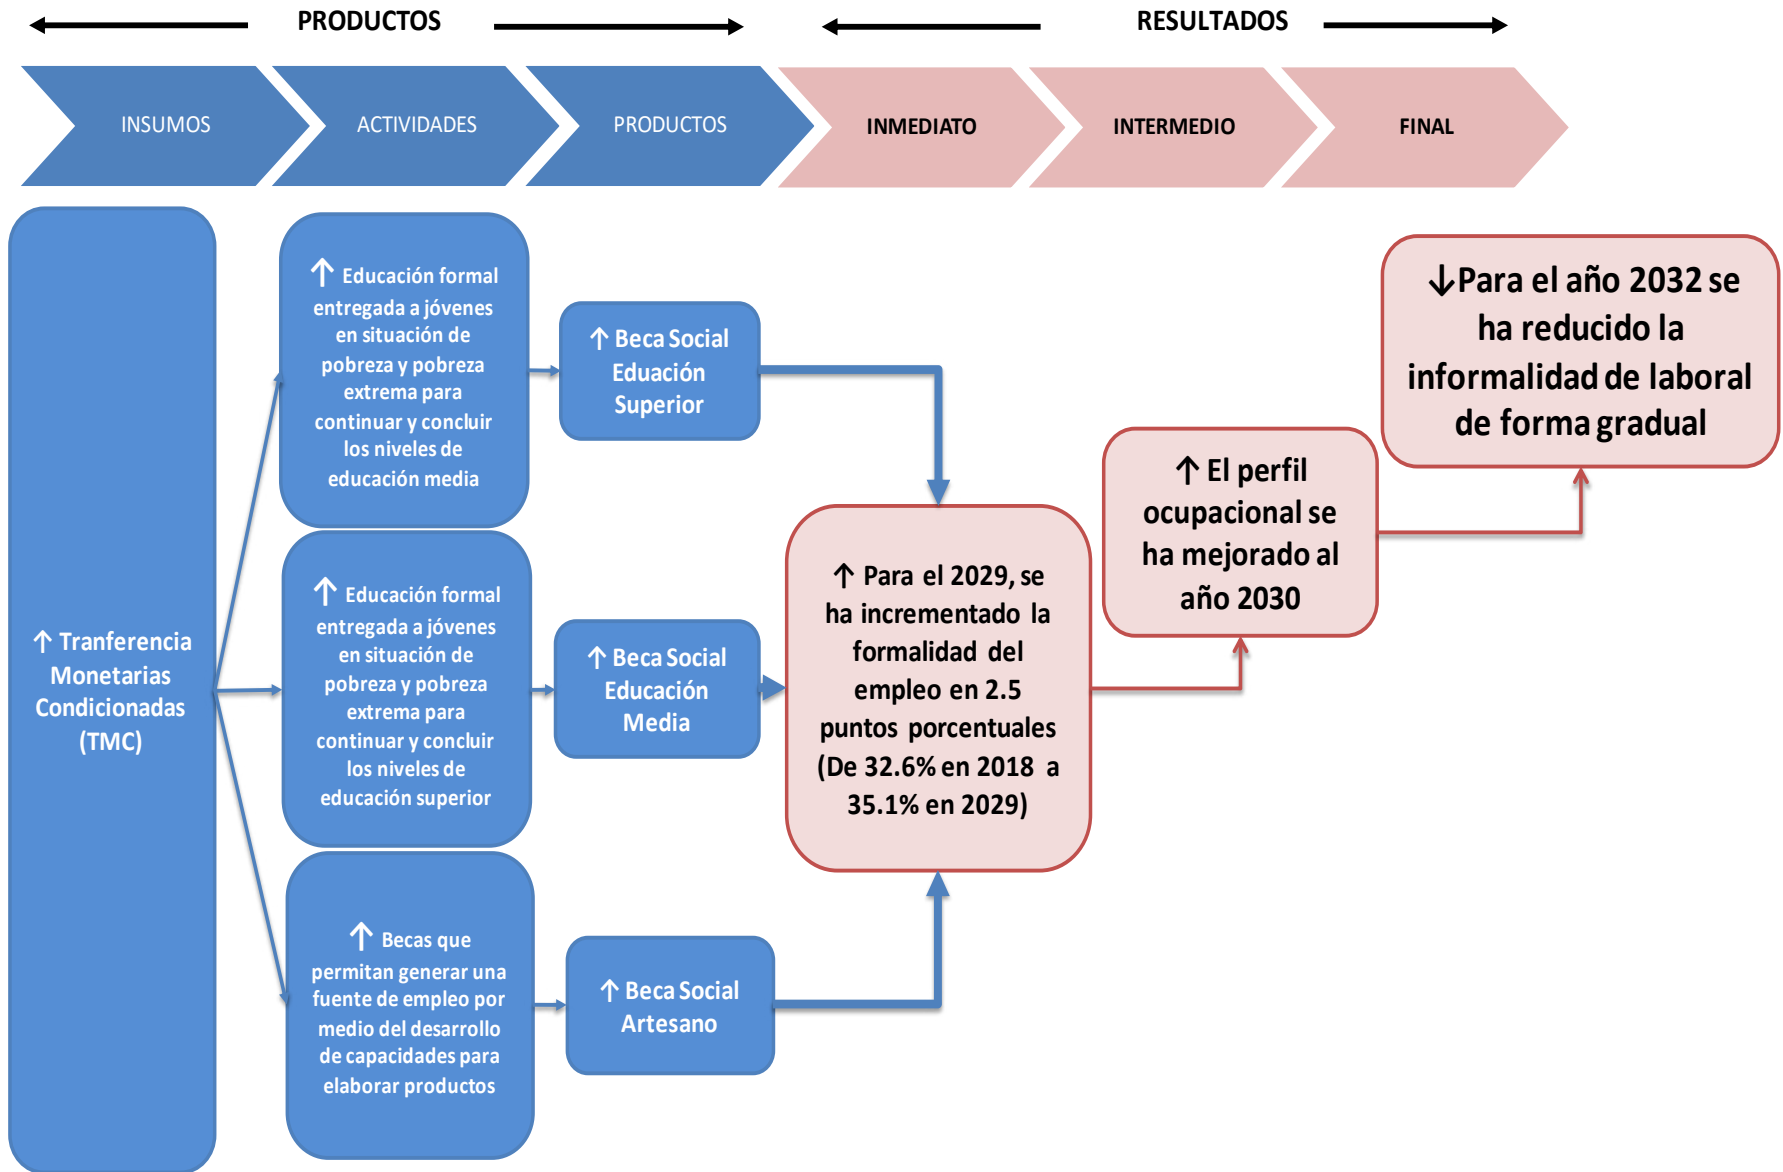 PRODUCTOS
RESULTADOS
INSUMOS
ACTIVIDADES
PRODUCTOS
INMEDIATO
INTERMEDIO
FINAL
↑ Tranferencia
Monetarias
Condicionadas
(TMC)
↑ Educación formal
entregada a jóvenes
en situación de
pobreza y pobreza
extrema para
continuar y concluir
los niveles de
educación media
↑ Educación formal
entregada a jóvenes
en situación de
pobreza y pobreza
extrema para
continuar y concluir
los niveles de
educación superior
↑ Becas que
permitan generar una
fuente de empleo por
medio del desarrollo
de capacidades para
elaborar productos
↑ Beca Social
Eduación
Superior
↑ Beca Social
Educación
Media
↑ Beca Social
Artesano
↑ Para el 2029, se
ha incrementado la
formalidad del
empleo en 2.5
puntos porcentuales
(De 32.6% en 2018 a
35.1% en 2029)
↑ El perfil
ocupacional se
ha mejorado al
año 2030
↓Para el año 2032 se
ha reducido la
informalidad de laboral
de forma gradual